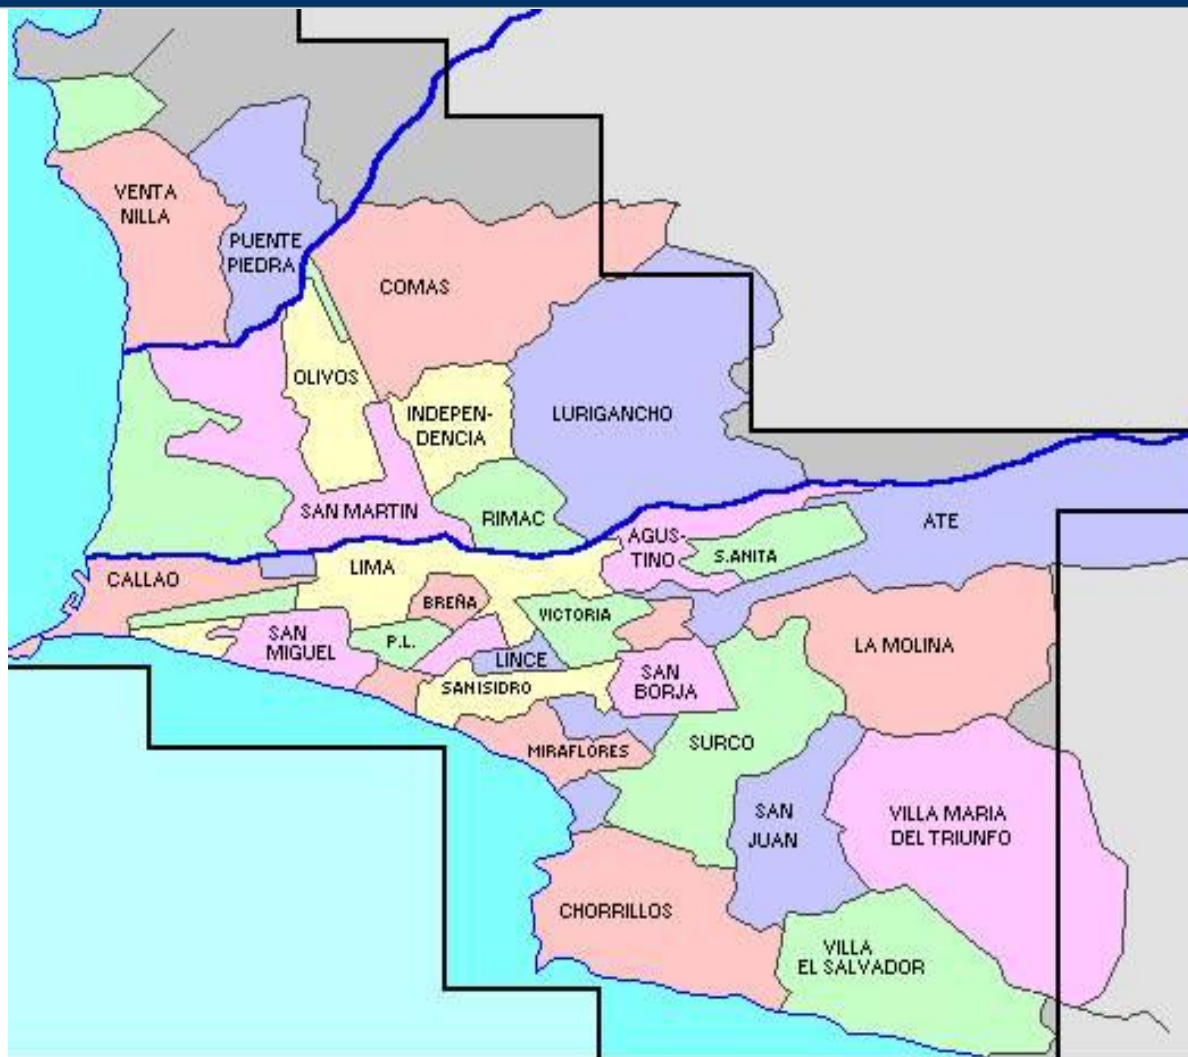 VENTA
NILLA
PUENTE
PIEDRA
COMAS
OLIVOS
INDEPEN-
DENCIA
LURIGANCHO
SAN MARTIN
RIMAC
AGUS-
TINO
S.ANITA
ATE
CALLAO
LIMA
BREÑA
VICTORIA
SAN
MIGUEL
P.L.
LINCE
SAN ISIDRO
SAN
BORJA
LA MOLINA
MIRAFLORES
SURCO
SAN
JUAN
VILLA MARIA
DEL TRIUNFO
CHORRILLOS
VILLA
EL SALVADOR